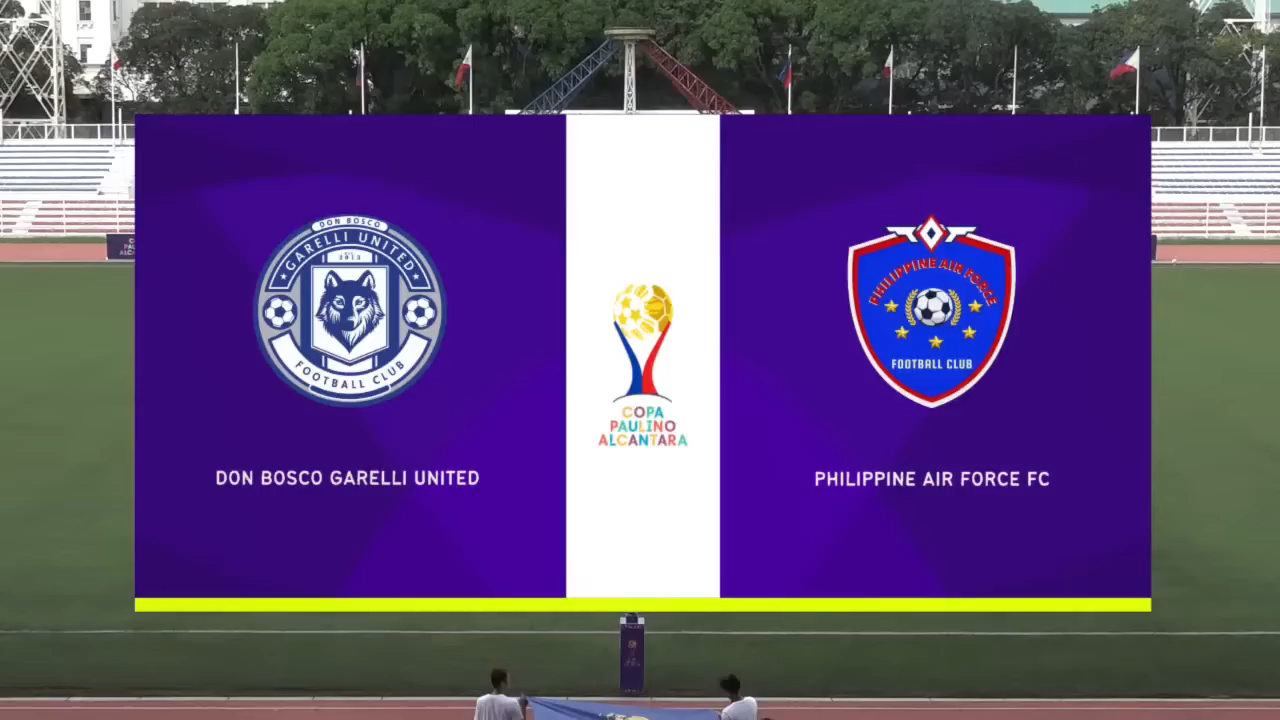 DON BOSCO
GARELLI UNITED
2012
FOOTBALL CLUB
DON BOSCO GARELLI UNITED
COPA
PAULINO
ALCANTARA
PHILIPPINE AIR FORCE
FOOTBALL CLUB
PHILIPPINE AIR FORCE FC